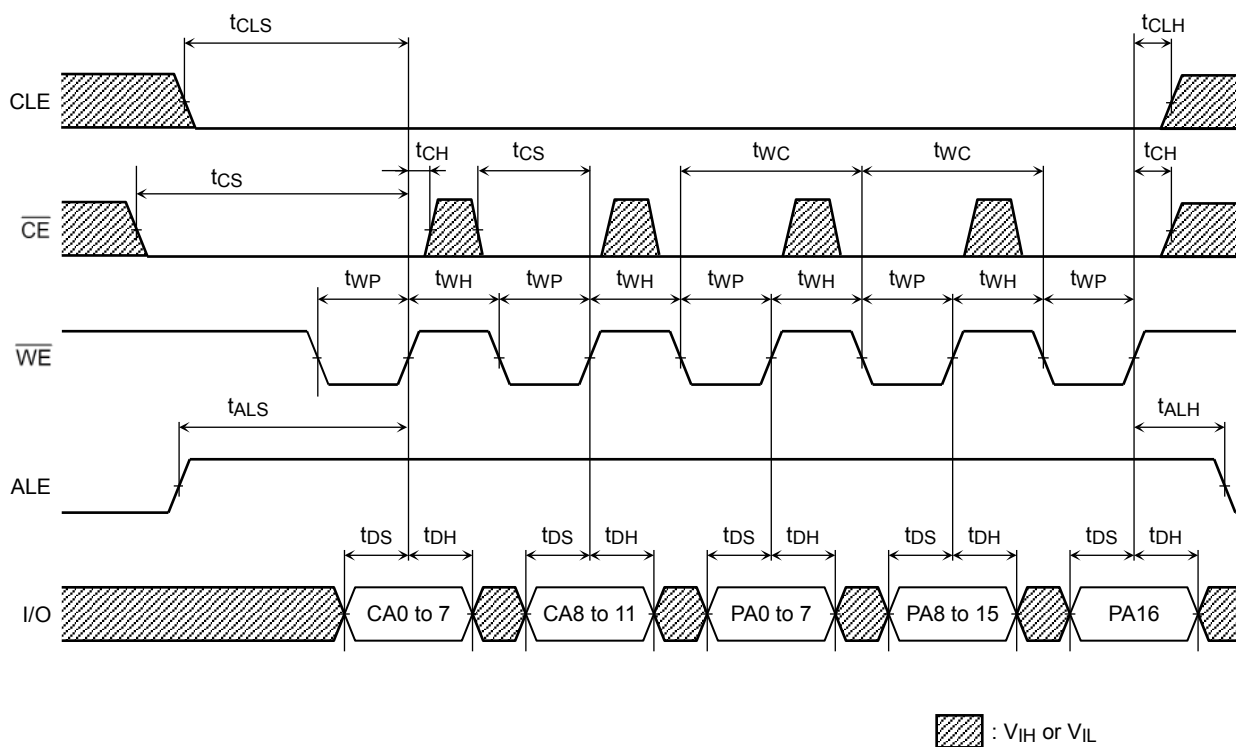 tCLS tCLH
CLE
tCH tCS tWC tWC tCH
tCS
CE
tWP tWH tWP tWH tWP tWH tWP tWH tWP
WE
tALS tALH
ALE
tDS tDH tDS tDH tDS tDH tDS tDH tDS tDH
I/O CA0 to 7 CA8 to 11 PA0 to 7 PA8 to 15 PA16
: VIH or VIL